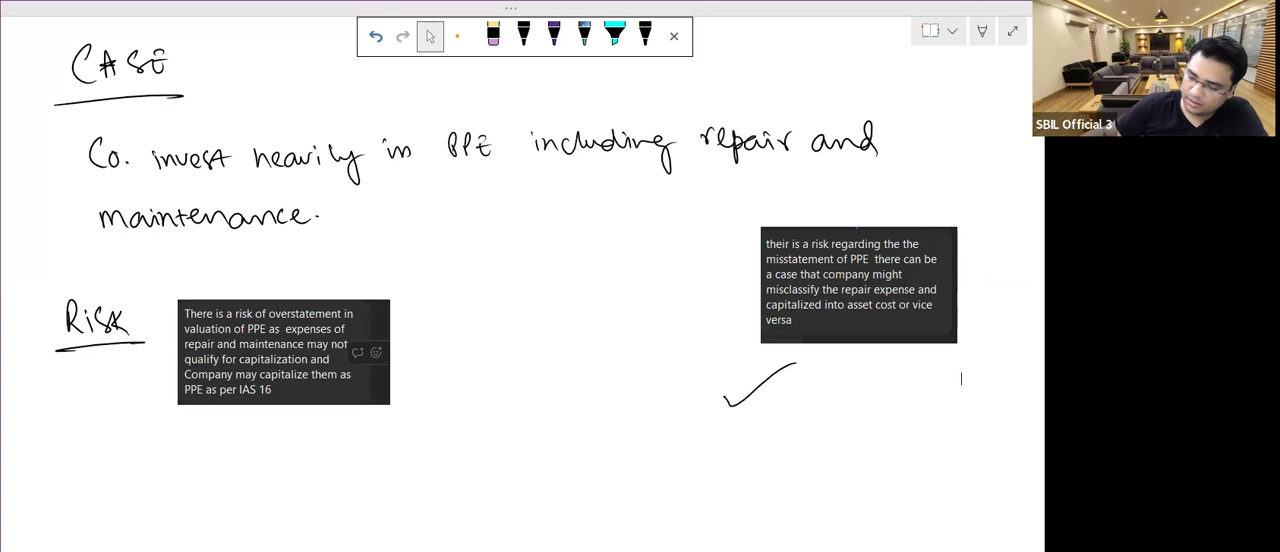 CASE
SBIL Official 3
Co. invest heavily in PPE including repair and
maintenance.
their is a risk regarding the the
misstatement of PPE there can be
a case that company might
misclassify the repair expense and
capitalized into asset cost or vice
versa
RISK
There is a risk of overstatement in
valuation of PPE as expenses of
repair and maintenance may not
qualify for capitalization and
Company may capitalize them as
PPE as per IAS 16